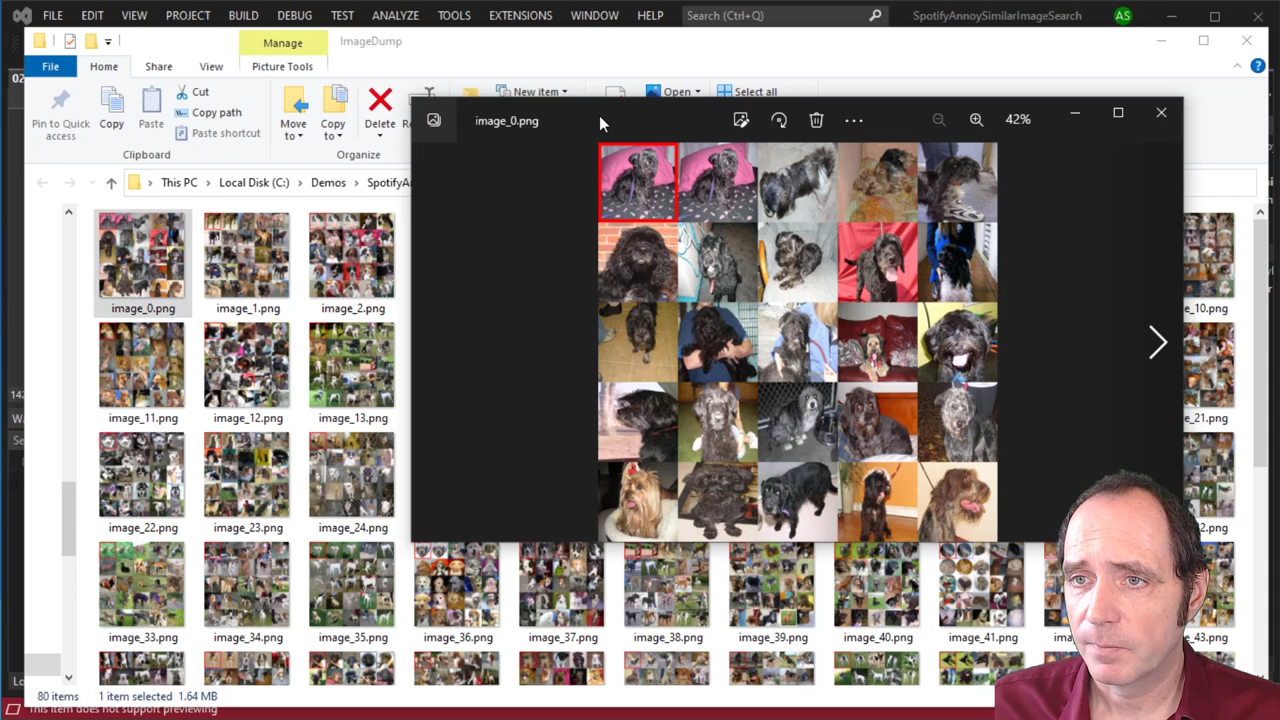 FILE EDIT VIEW PROJECT BUILD DEBUG TEST ANALYZE TOOLS EXTENSIONS WINDOW HELP Search (Ctrl+Q) SpotifyAnnoySimilarImageSearch AS
Manage ImageDump
File Home Share View Picture Tools
Pin to Quick access
Copy
Paste
Cut
Copy path
Paste shortcut
Clipboard
Move to
Copy to
Delete
Organize
New item
Open
Select all
image_0.png 42%
This PC > Local Disk (C:) > Demos >
image_0.png image_1.png image_2.png
image_11.png image_12.png image_13.png image_21.png
image_22.png image_23.png image_24.png
image_33.png image_34.png image_35.png image_36.png image_37.png image_38.png image_39.png image_40.png image_41.png
80 items 1 item selected 1.64 MB
This item does not support previewing